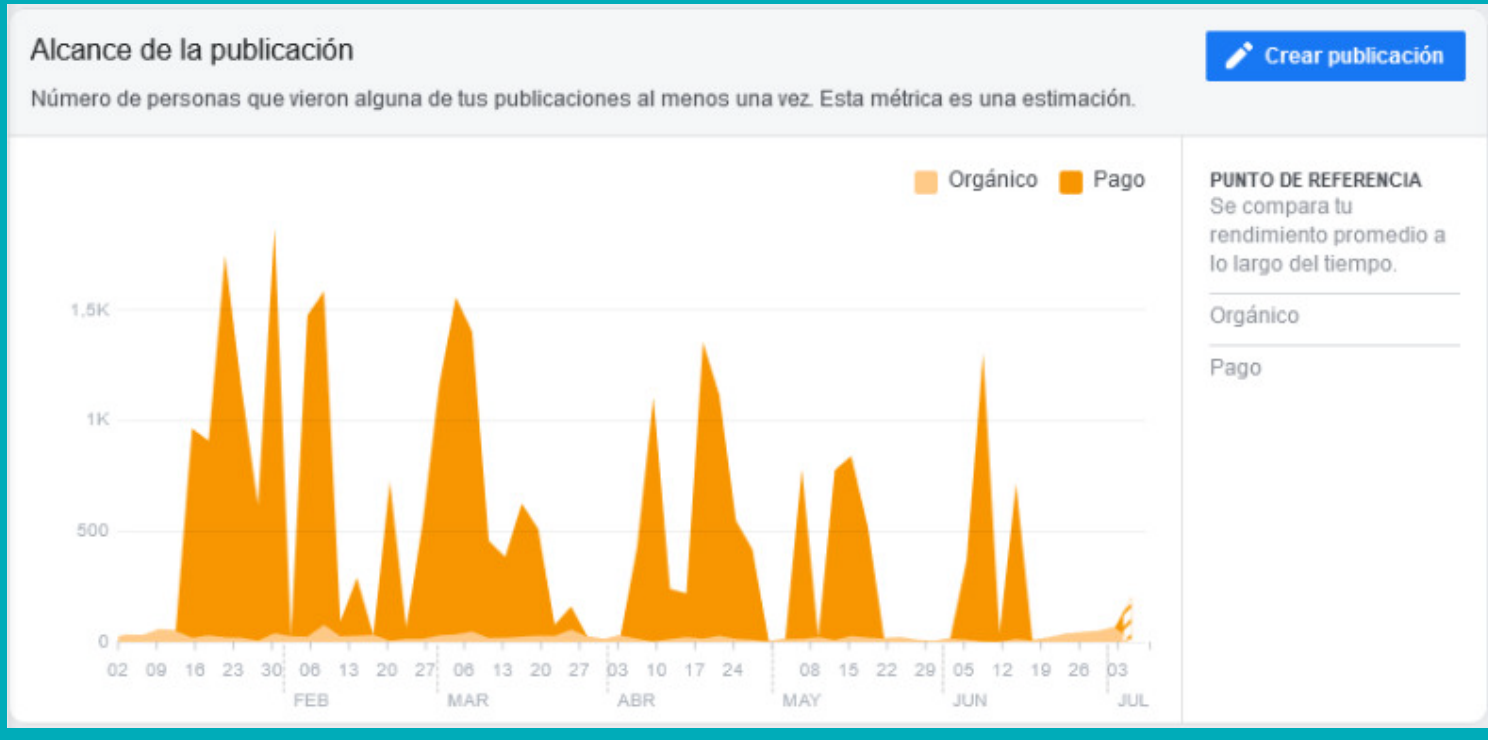 Alcance de la publicación
Crear publicación
Número de personas que vieron alguna de tus publicaciones al menos una vez. Esta métrica es una estimación.
Orgánico
Pago
PUNTO DE REFERENCIA
Se compara tu
rendimiento promedio a
lo largo del tiempo.
Orgánico
Pago
1,5K
1K
500
0
02 09 16 23 30 06 13 20 27 06 13 20 27 03 10 17 24 08 15 22 29 05 12 19 26 03
FEB MAR ABR MAY JUN JUL